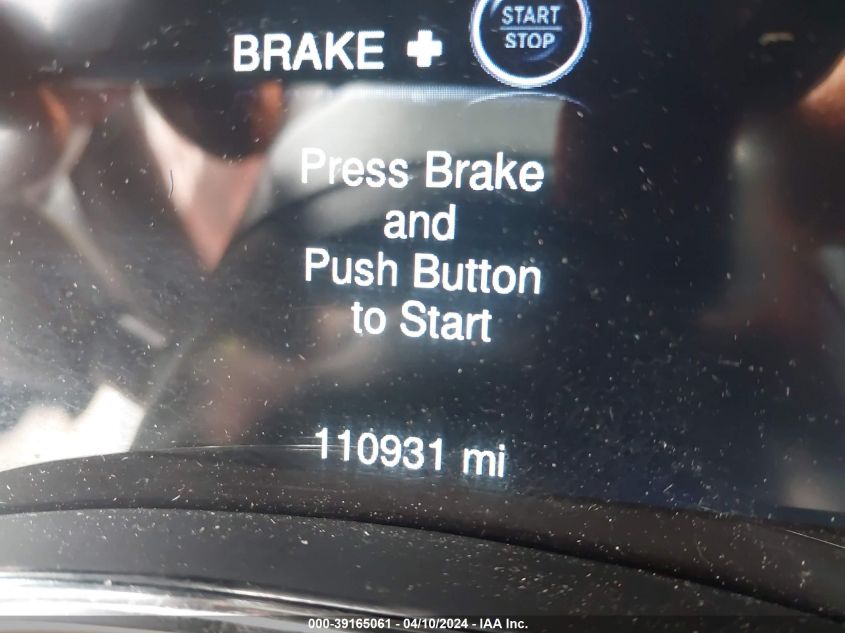 BRAKE + START
STOP
Press Brake
and
Push Button
to Start
110931 mi
000-39165061 - 04/10/2024 - IAA Inc.